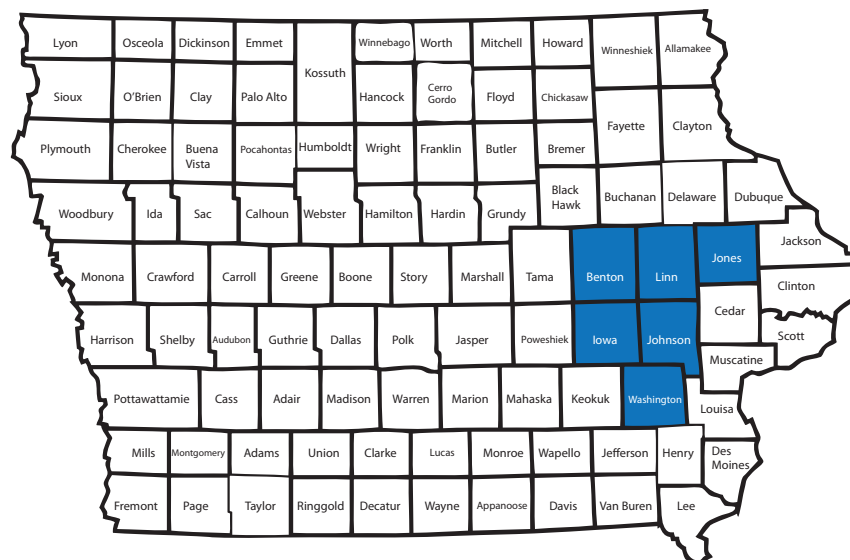 Lyon
Osceola
Dickinson
Emmet
Winnebago
Worth
Mitchell
Howard
Winneshiek
Allamakee
Kossuth
Sioux
O'Brien
Clay
Palo Alto
Hancock
Cerro
Gordo
Floyd
Chickasaw
Fayette
Clayton
Plymouth
Cherokee
Buena
Vista
Pocahontas
Humboldt
Wright
Franklin
Butler
Bremer
Black
Hawk
Buchanan
Delaware
Dubuque
Woodbury
Ida
Sac
Calhoun
Webster
Hamilton
Hardin
Grundy
Jackson
Monona
Crawford
Carroll
Greene
Boone
Story
Marshall
Tama
Benton
Linn
Jones
Clinton
Cedar
Harrison
Shelby
Audubon
Guthrie
Dallas
Polk
Jasper
Poweshiek
Iowa
Johnson
Scott
Muscatine
Pottawattamie
Cass
Adair
Madison
Warren
Marion
Mahaska
Keokuk
Washington
Louisa
Mills
Montgomery
Adams
Union
Clarke
Lucas
Monroe
Wapello
Jefferson
Henry
Des
Moines
Fremont
Page
Taylor
Ringgold
Decatur
Wayne
Appanoose
Davis
Van Buren
Lee